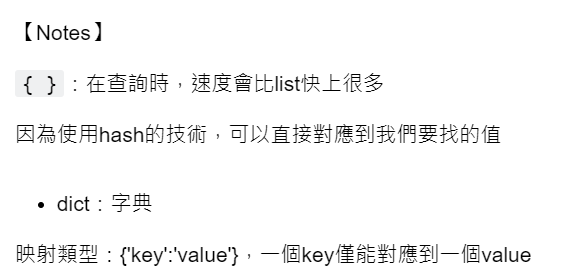 【Notes】
{ }：在查詢時，速度會比list快上很多
因為使用hash的技術，可以直接對應到我們要找的值
• dict：字典
映射類型：{'key':'value'}，一個key僅能對應到一個value